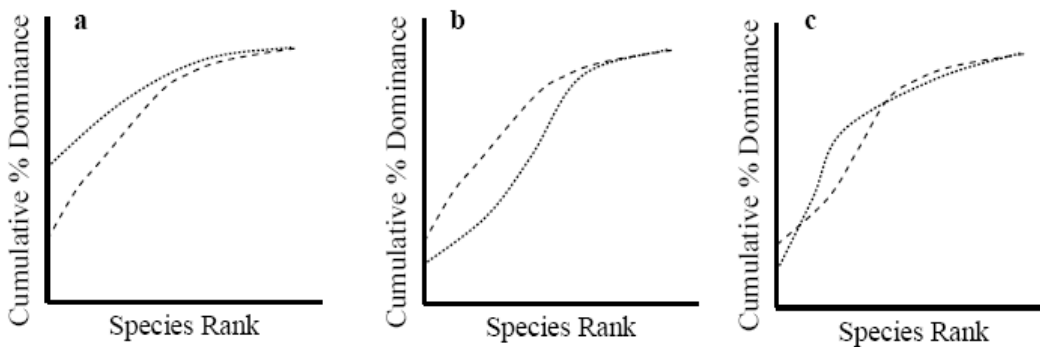 a
Cumulative % Dominance
Species Rank
b
Cumulative % Dominance
Species Rank
c
Cumulative % Dominance
Species Rank